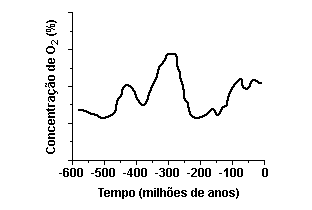 Concentração de O₂ (%)
-600 -500 -400 -300 -200 -100 0
Tempo (milhões de anos)